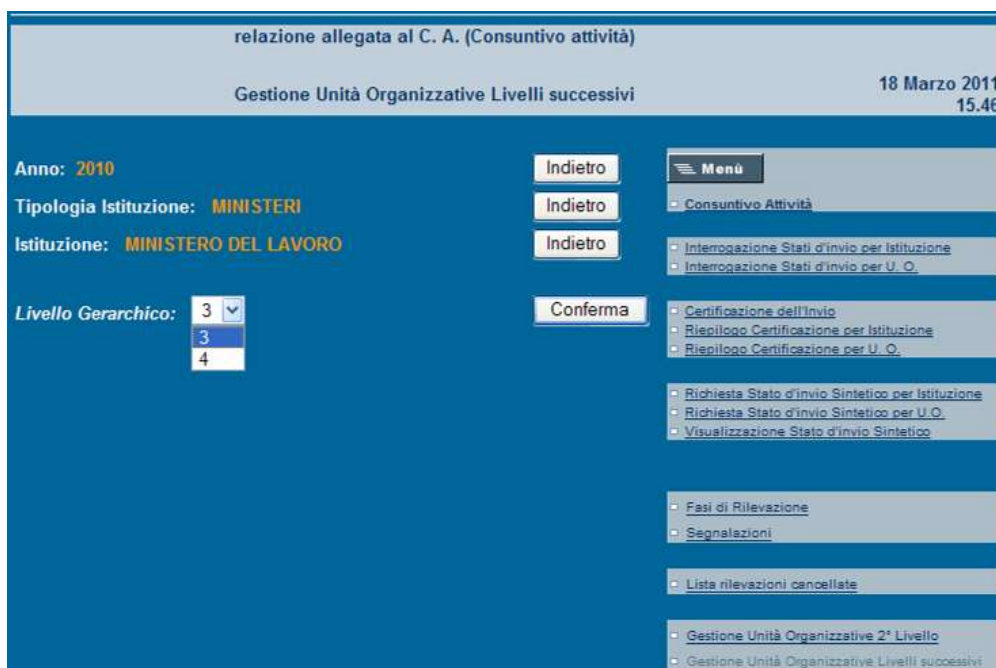 relazione allegata al C. A. (Consuntivo attività)
Gestione Unità Organizzative Livelli successivi
18 Marzo 2011
15.46
Anno: 2010
Indietro
Tipologia Istituzione: MINISTERI
Indietro
Istituzione: MINISTERO DEL LAVORO
Indietro
Livello Gerarchico: 3
3
4
Conferma
Menù
Consuntivo Attività
Interrogazione Stati d'invio per Istituzione
Interrogazione Stati d'invio per U. O.
Certificazione dell'Invio
Riepilogo Certificazione per Istituzione
Riepilogo Certificazione per U. O.
Richiesta Stato d'invio Sintetico per Istituzione
Richiesta Stato d'invio Sintetico per U.O.
Visualizzazione Stato d'invio Sintetico
Fasi di Rilevazione
Segnalazioni
Lista rilevazioni cancellate
Gestione Unità Organizzative 2° Livello
Gestione Unità Organizzative Livelli successivi